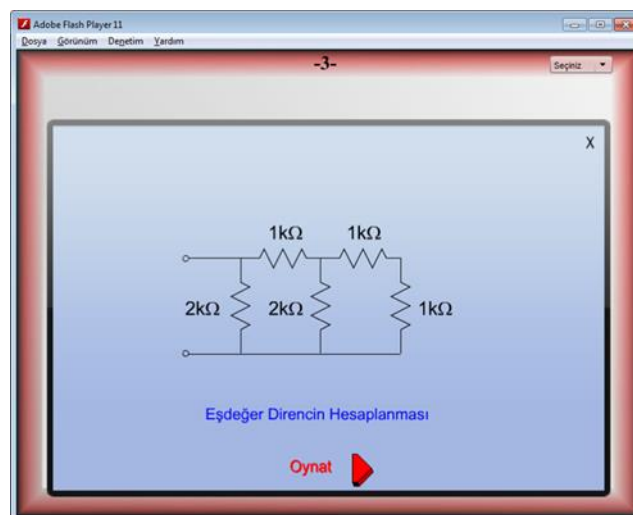 Adobe Flash Player 11
Dosya Görünüm Denetim Yardım
-3-
Seçiniz
X
1kΩ 1kΩ
2kΩ 2kΩ 1kΩ
Eşdeğer Direncin Hesaplanması
Oynat